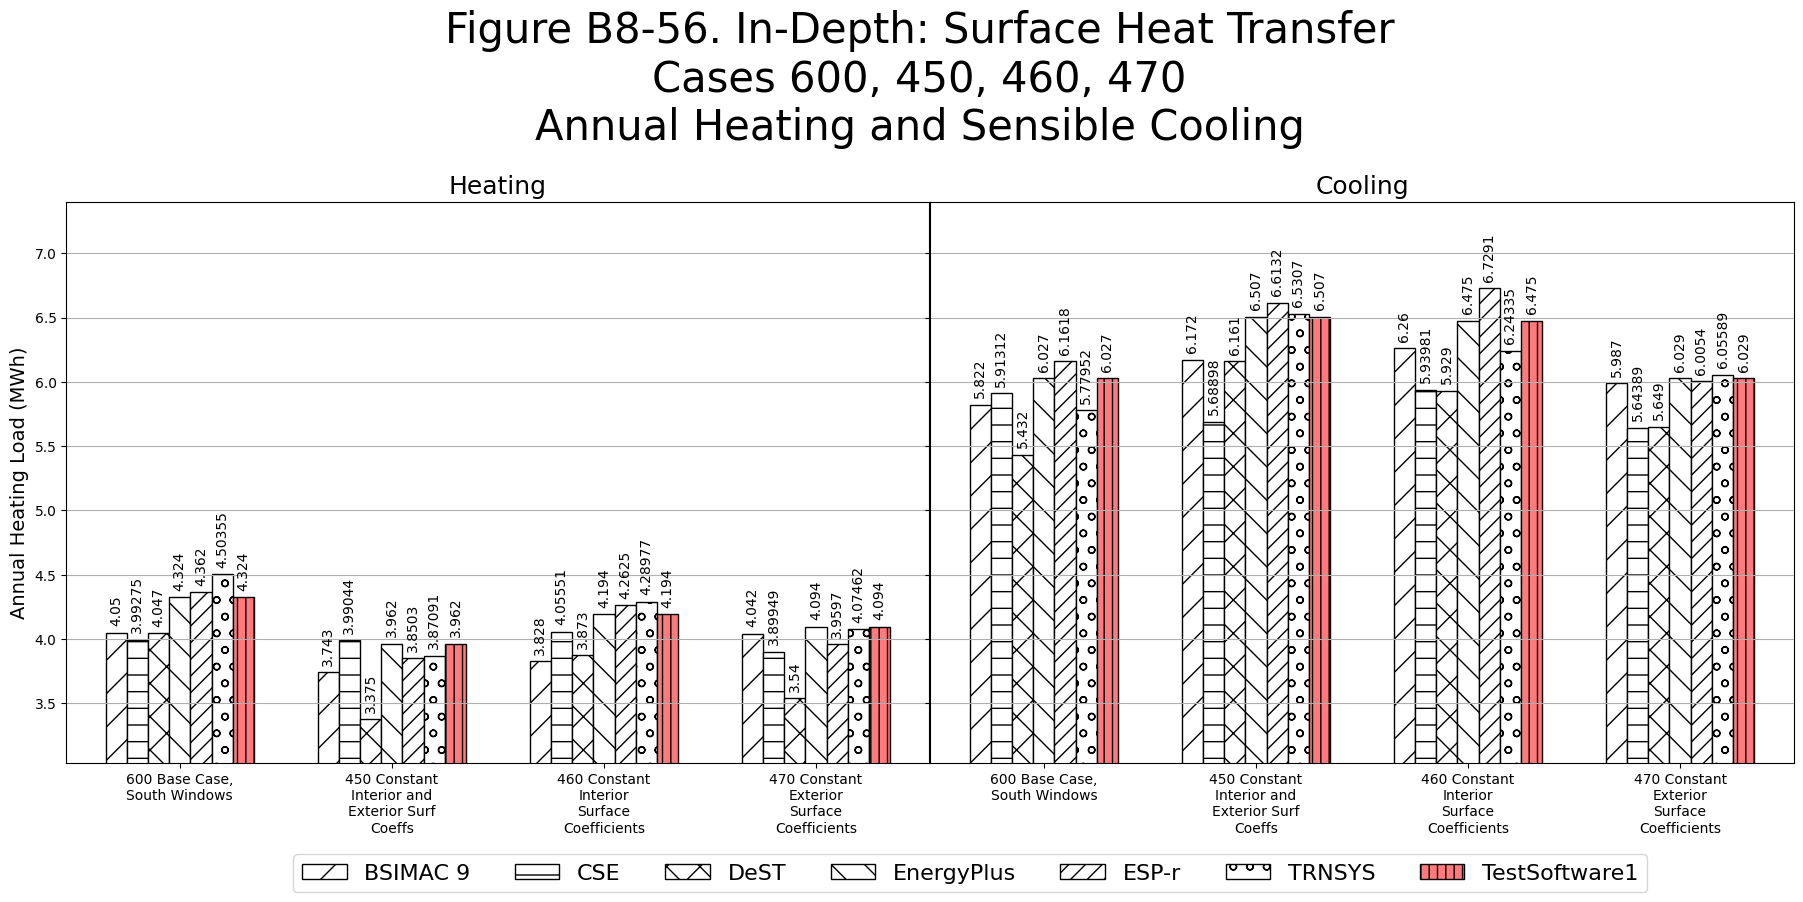 Figure B8-56. In-Depth: Surface Heat Transfer
Cases 600, 450, 460, 470
Annual Heating and Sensible Cooling
Heating
Cooling
Annual Heating Load (MWh)
7.0
6.5
6.0
5.5
5.0
4.5
4.0
3.5
4.05
3.99275
4.047
4.324
4.362
4.50355
4.324
3.743
3.99044
3.375
3.962
3.8503
3.87091
3.962
3.828
4.05551
3.873
4.194
4.2625
4.28977
4.194
4.042
3.89949
3.54
4.094
3.9597
4.07462
4.094
5.822
5.91312
5.432
6.027
6.1618
5.77952
6.027
6.172
5.68898
6.161
6.507
6.6132
6.5307
6.507
6.26
5.93981
5.929
6.475
6.7291
6.24335
6.475
5.987
5.64389
5.649
6.029
6.0054
6.05589
6.029
600 Base Case,
South Windows
450 Constant
Interior and
Exterior Surf
Coeffs
460 Constant
Interior
Surface
Coefficients
470 Constant
Exterior
Surface
Coefficients
600 Base Case,
South Windows
450 Constant
Interior and
Exterior Surf
Coeffs
460 Constant
Interior
Surface
Coefficients
470 Constant
Exterior
Surface
Coefficients
BSIMAC 9
CSE
DeST
EnergyPlus
ESP-r
TRNSYS
TestSoftware1